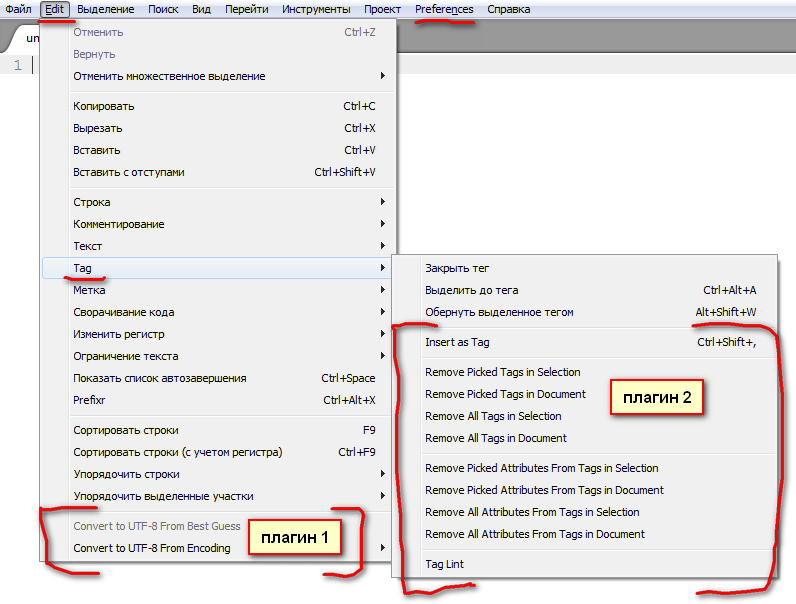 Файл Edit Выделение Поиск Вид Перейти Инструменты Проект Preferences Справка
un
1
Отменить Ctrl+Z
Вернуть
Отменить множественное выделение
Копировать Ctrl+C
Вырезать Ctrl+X
Вставить Ctrl+V
Вставить с отступами Ctrl+Shift+V
Строка
Комментирование
Текст
Tag
Метка
Сворачивание кода
Изменить регистр
Ограничение текста
Показать список автозавершения Ctrl+Space
Prefixr Ctrl+Alt+X
Сортировать строки F9
Сортировать строки (с учетом регистра) Ctrl+F9
Упорядочить строки
Упорядочить выделенные участки
Convert to UTF-8 From Best Guess
Convert to UTF-8 From Encoding
плагин 1
Закрыть тег
Выделить до тега Ctrl+Alt+A
Обернуть выделенное тегом Alt+Shift+W
Insert as Tag Ctrl+Shift+,
Remove Picked Tags in Selection
Remove Picked Tags in Document
Remove All Tags in Selection
Remove All Tags in Document
плагин 2
Remove Picked Attributes From Tags in Selection
Remove Picked Attributes From Tags in Document
Remove All Attributes From Tags in Selection
Remove All Attributes From Tags in Document
Tag Lint